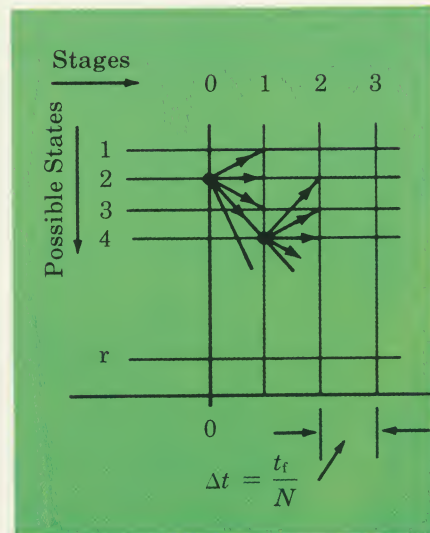 Stages
0 1 2 3
Possible States
1
2
3
4
r
0
Δt = t_f/N